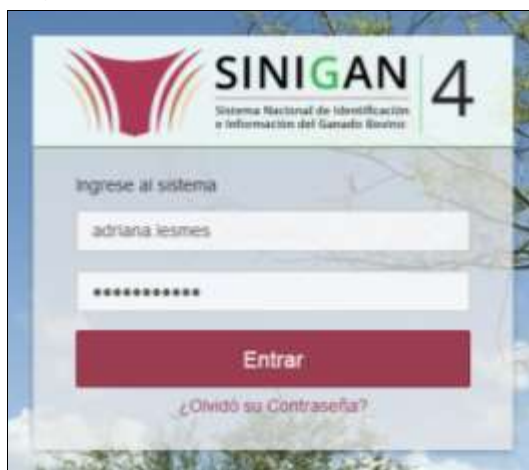 SINIGAN 4
Sistema Nacional de Identificación
e Información del Ganado Bovino
Ingrese al sistema
adriana lesmes
•••••••••••
Entrar
¿Olvidó su Contraseña?